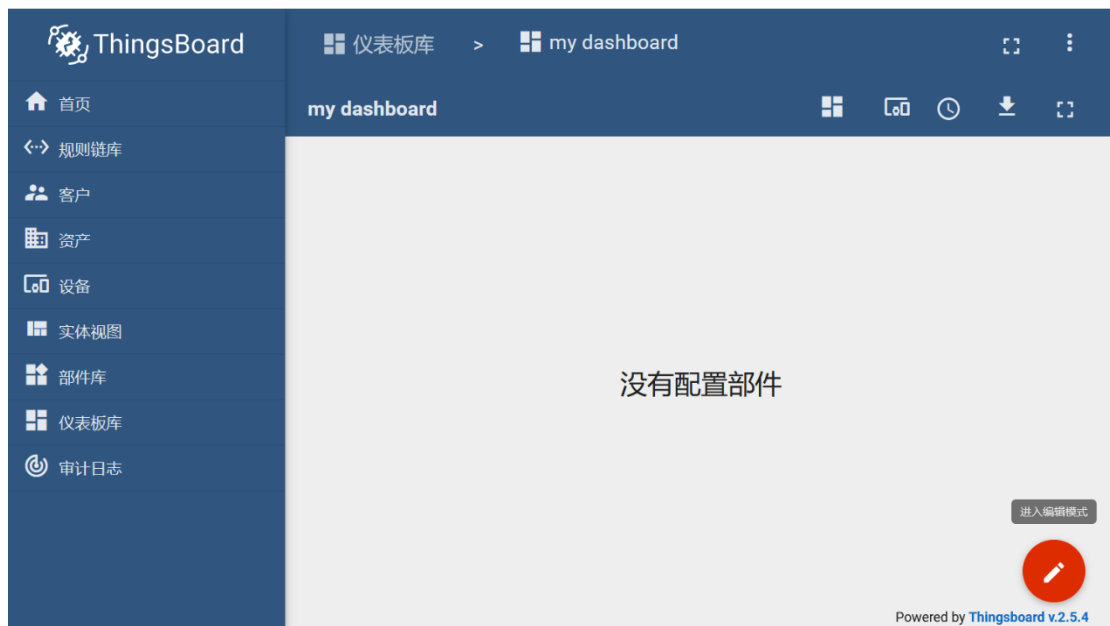 ThingsBoard
仪表板库 > my dashboard
首页
my dashboard
规则链库
客户
资产
设备
实体视图
部件库
仪表板库
审计日志
没有配置部件
进入编辑模式
Powered by Thingsboard v.2.5.4